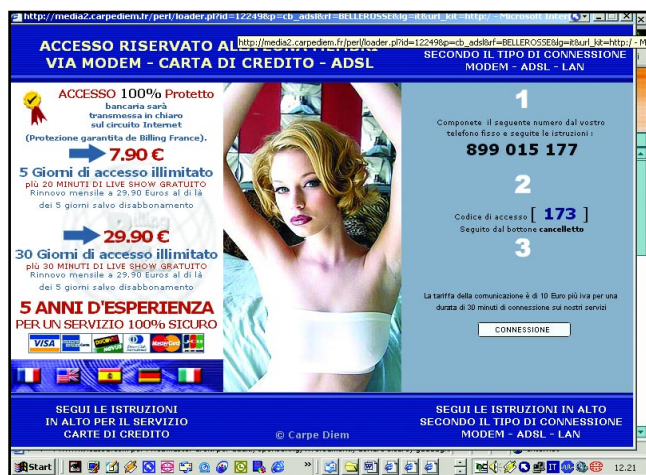 http://media2.carpediem.fr/perl/loader.pl?id=12249&p=cb_adsl&rf=BELLEROSSE&lg=it&url_kit=http:/ - Microsoft Inter
http://media2.carpediem.fr/perl/loader.pl?id=12249&p=cb_adsl&rf=BELLEROSSE&lg=it&url_kit=http:/ - M
ACCESSO RISERVATO
VIA MODEM - CARTA DI CREDITO - ADSL
SECONDO IL TIPO DI CONNESSIONE
MODEM - ADSL - LAN
ACCESSO 100% Protetto
bancaria sarà
transmessa in chiaro
sul circuito Internet
(Protezione garantita de Billing France).
7.90 €
5 Giorni di accesso illimitato
più 20 MINUTI DI LIVE SHOW GRATUITO
Rinnovo mensile a 29.90 Euros al di là
dei 5 giorni salvo disabbonamento
29.90 €
30 Giorni di accesso illimitato
più 30 MINUTI DI LIVE SHOW GRATUITO
Rinnovo mensile a 29.90 Euros al di là
dei 5 giorni salvo disabbonamento
5 ANNI D'ESPERIENZA
PER UN SERVIZIO 100% SICURO
VISA
MasterCard
JCB
1
Componete il seguente numero dal vostro
telefono fisso e seguite le istruzioni :
899 015 177
2
Codice di accesso [ 173 ]
Seguito dal bottone cancelletto
3
La tariffa della comunicazione è di 10 Euro più iva per una
durata di 30 minuti di connessione sui nostri servizi
CONNESSIONE
SEGUI LE ISTRUZIONI
IN ALTO PER IL SERVIZIO
CARTE DI CREDITO
© Carpe Diem
SEGUI LE ISTRUZIONI IN ALTO
SECONDO IL TIPO DI CONNESSIONE
MODEM - ADSL - LAN
Start
IT
12.21